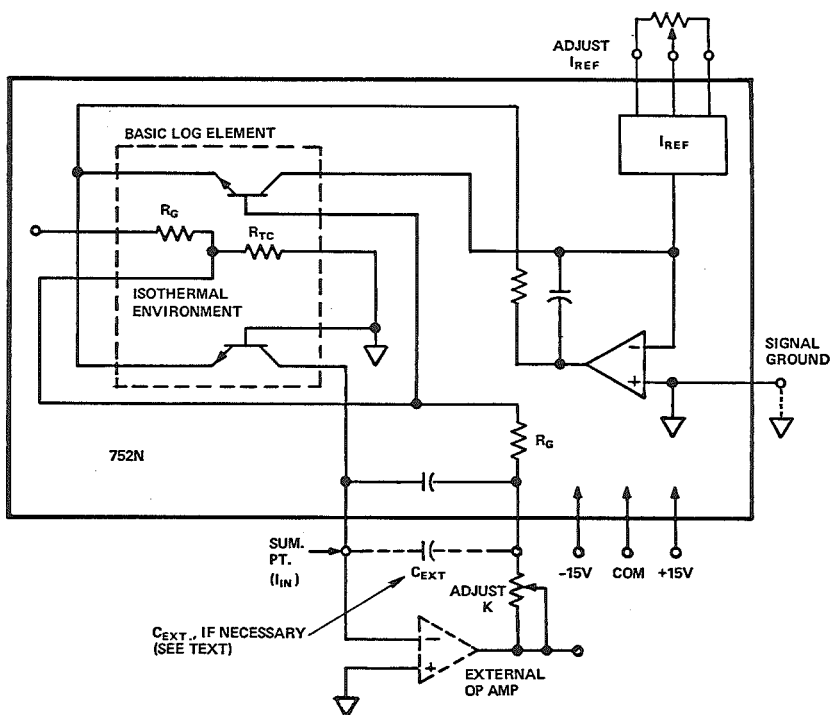 ADJUST
IREF
BASIC LOG ELEMENT
IREF
RG
RTC
ISOTHERMAL
ENVIRONMENT
−
+
SIGNAL
GROUND
RG
752N
SUM.
PT.
(IIN)
CEXT
ADJUST
K
-15V
COM
+15V
CEXT., IF NECESSARY
(SEE TEXT)
−
+
EXTERNAL
OP AMP